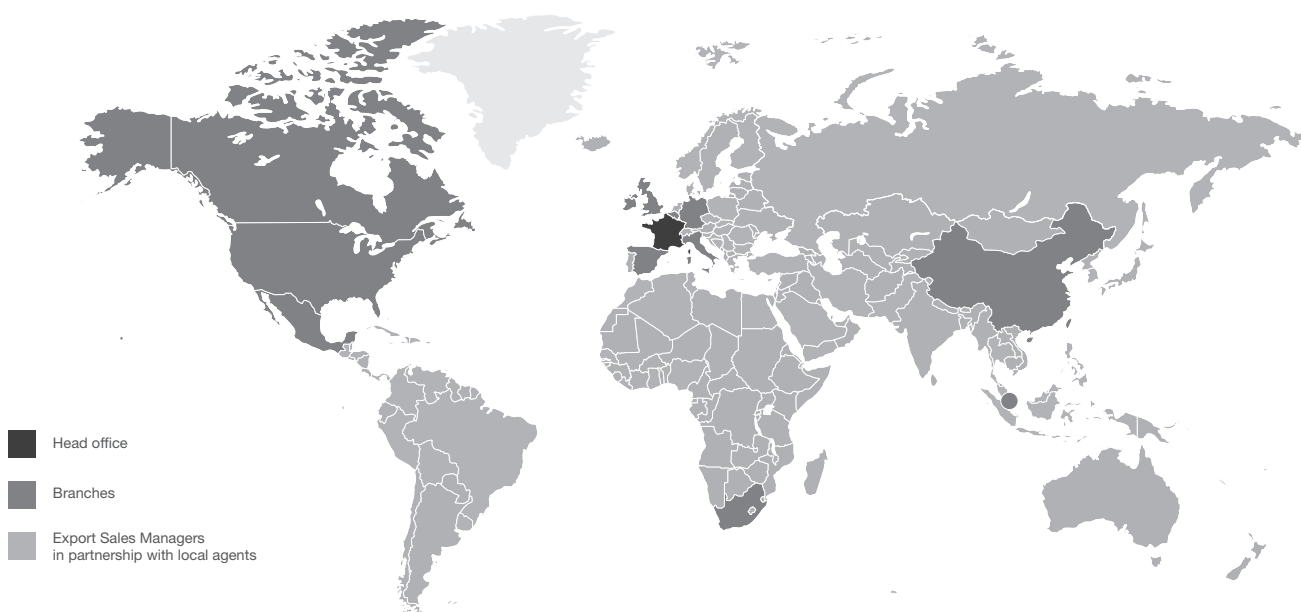 Head office
Branches
Export Sales Managers
in partnership with local agents